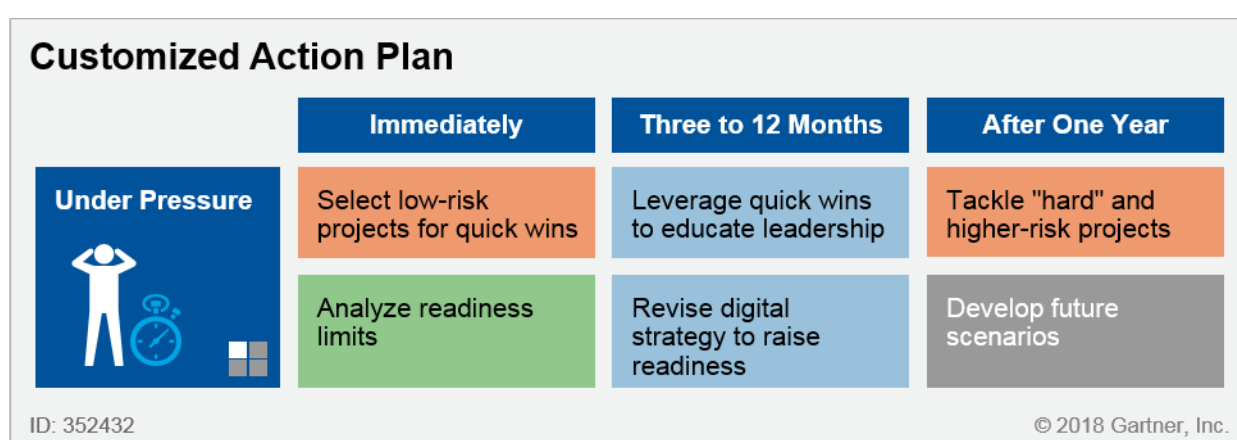 Customized Action Plan
Immediately
Three to 12 Months
After One Year
Under Pressure
Select low-risk
projects for quick wins
Leverage quick wins
to educate leadership
Tackle "hard" and
higher-risk projects
Analyze readiness
limits
Revise digital
strategy to raise
readiness
Develop future
scenarios
ID: 352432
© 2018 Gartner, Inc.